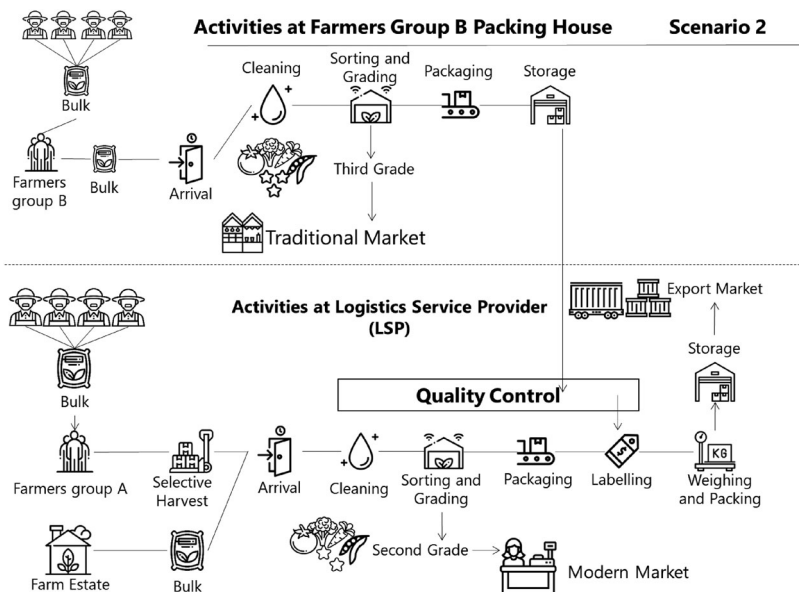 Activities at Farmers Group B Packing House
Scenario 2
Bulk
Farmers
group B
Bulk
Arrival
Cleaning
Sorting and
Grading
Packaging
Storage
Third Grade
Traditional Market
Activities at Logistics Service Provider
(LSP)
Export Market
Storage
Quality Control
Bulk
Farmers group A
Selective
Harvest
Arrival
Cleaning
Sorting and
Grading
Packaging
Labelling
KG
Weighing
and Packing
Second Grade
Modern Market
Farm Estate
Bulk